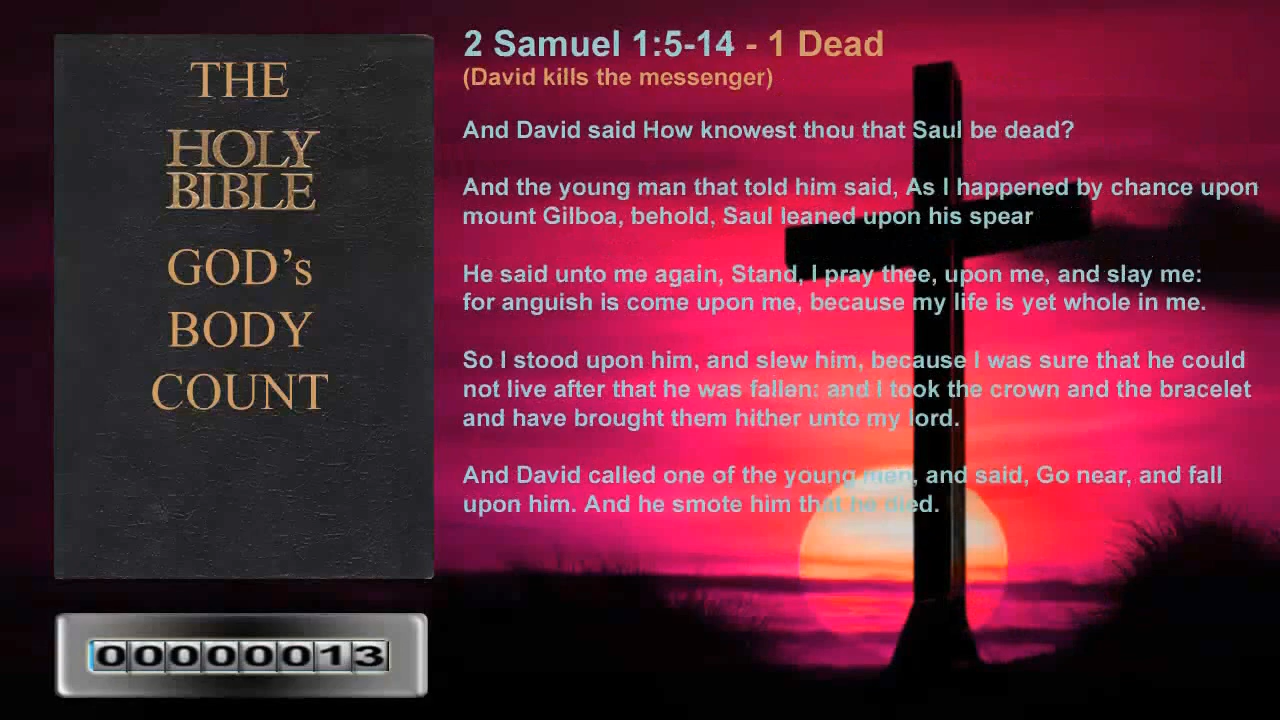 THE
HOLY
BIBLE
GOD's
BODY
COUNT
00000013
2 Samuel 1:5-14 - 1 Dead
(David kills the messenger)
And David said How knowest thou that Saul be dead?
And the young man that told him said, As I happened by chance upon
mount Gilboa, behold, Saul leaned upon his spear
He said unto me again, Stand, I pray thee, upon me, and slay me:
for anguish is come upon me, because my life is yet whole in me.
So I stood upon him, and slew him, because I was sure that he could
not live after that he was fallen: and I took the crown and the bracelet
and have brought them hither unto my lord.
And David called one of the young men, and said, Go near, and fall
upon him. And he smote him that he died.